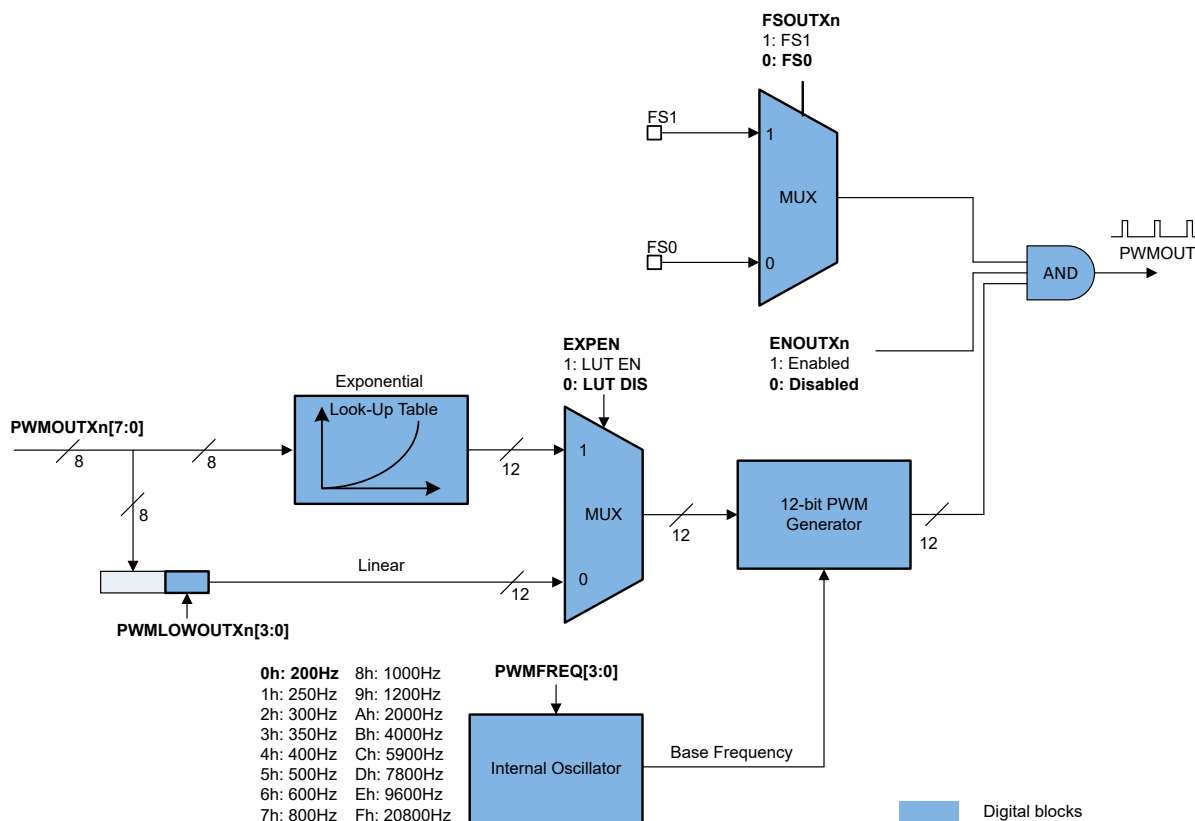 FSOUTXn
1: FS1
0: FS0
FS1
1
MUX
FS0
0
PWMOUT
AND
EXPEN
1: LUT EN
0: LUT DIS
ENOUTXn
1: Enabled
0: Disabled
Exponential
Look-Up Table
PWMOUTXn[7:0]
8
8
12
1
8
MUX
12
12-bit PWM
Generator
12
Linear
12
0
PWMLOWOUTXn[3:0]
0h: 200Hz 8h: 1000Hz
1h: 250Hz 9h: 1200Hz
2h: 300Hz Ah: 2000Hz
3h: 350Hz Bh: 4000Hz
4h: 400Hz Ch: 5900Hz
5h: 500Hz Dh: 7800Hz
6h: 600Hz Eh: 9600Hz
7h: 800Hz Fh: 20800Hz
PWMFREQ[3:0]
Internal Oscillator
Base Frequency
Digital blocks